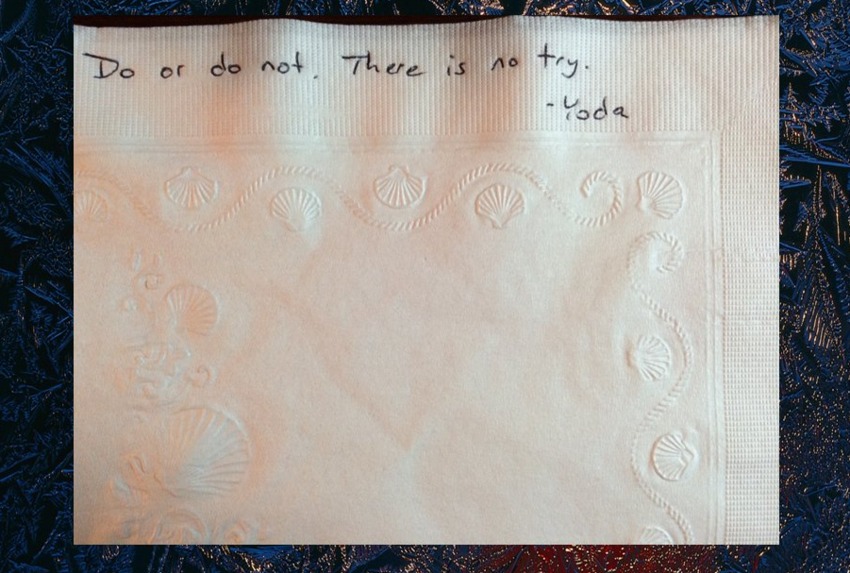 Do or do not. There is no try.
-Yoda